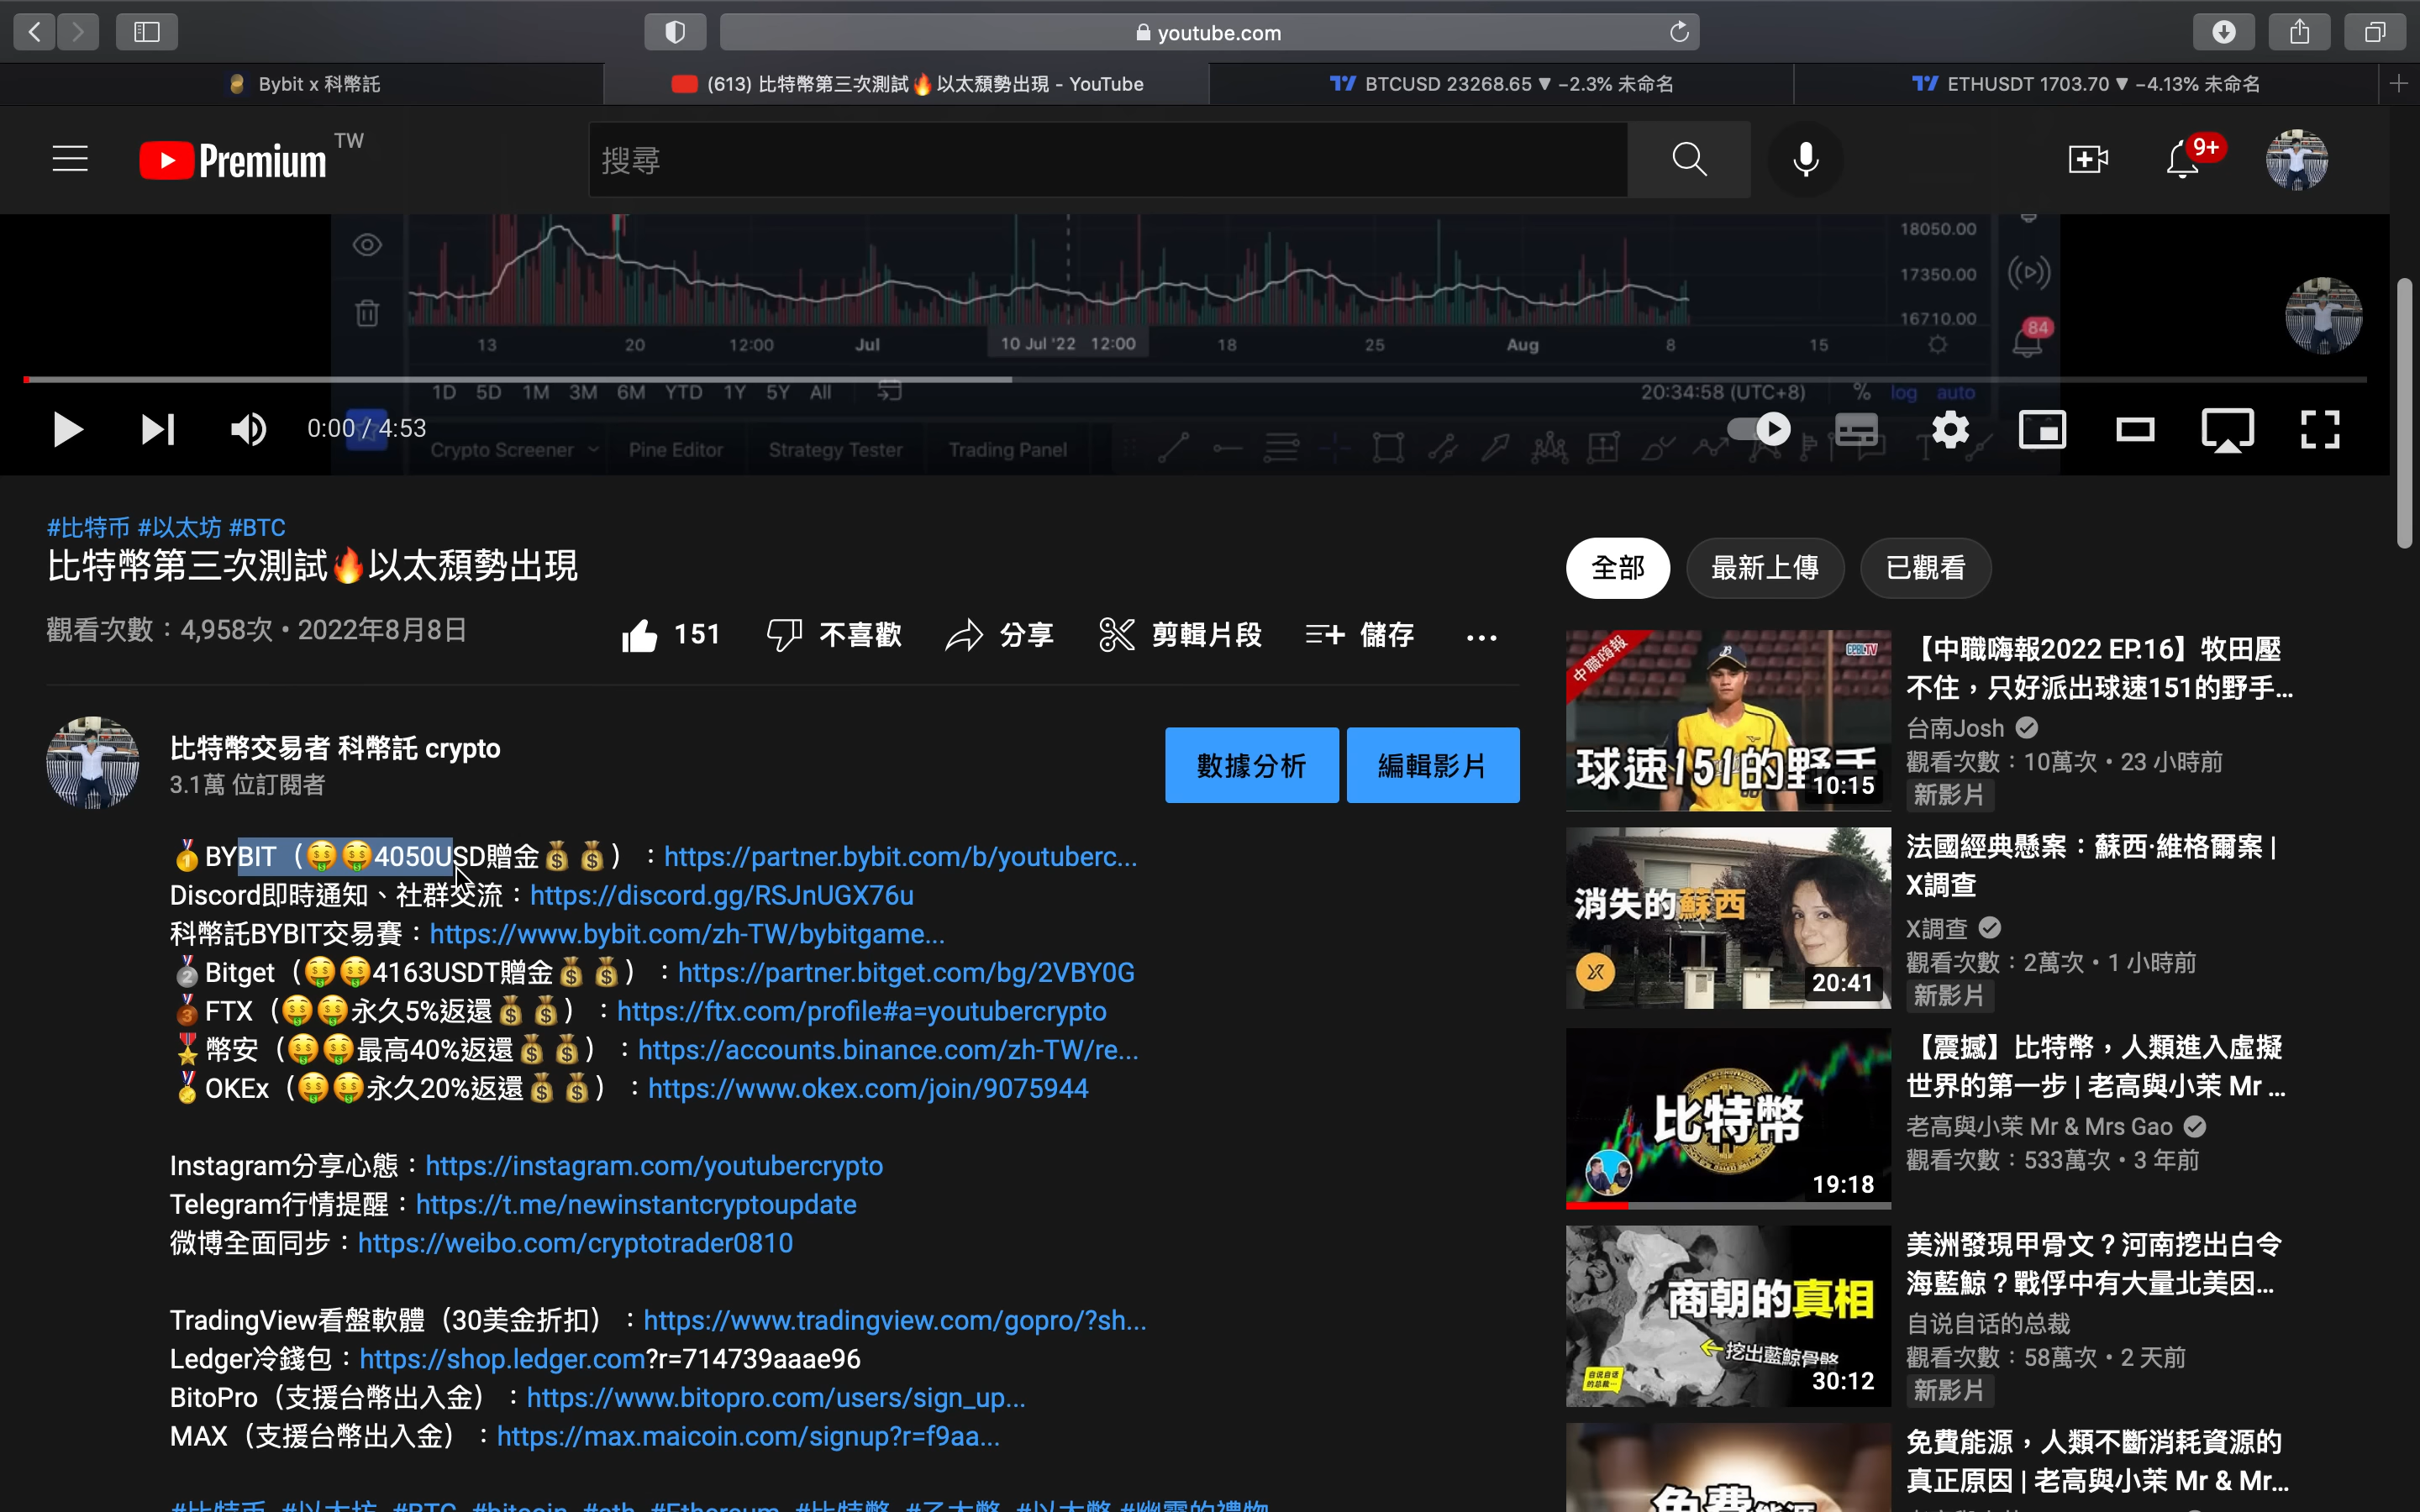 youtube.com
Bybit x 科幣託
(613) 比特幣第三次測試🔥以太頹勢出現 - YouTube
BTCUSD 23268.65 ▼ −2.3% 未命名
ETHUSDT 1703.70 ▼ −4.13% 未命名
Premium TW
搜尋
9+
18050.00
17350.00
16710.00
84
13 20 12:00 Jul 10 Jul '22 12:00 18 25 Aug 8 15
1D 5D 1M 3M 6M YTD 1Y 5Y All
20:34:58 (UTC+8) % log auto
0:00 / 4:53
Crypto Screener Pine Editor Strategy Tester Trading Panel
#比特币 #以太坊 #BTC
比特幣第三次測試🔥以太頹勢出現
觀看次數：4,958次・2022年8月8日
151 不喜歡 分享 剪輯片段 儲存
比特幣交易者 科幣託 crypto
3.1萬 位訂閱者
數據分析
編輯影片
🥇BYBIT（🤑🤑4050USD贈金💰💰）：https://partner.bybit.com/b/youtuberc...
Discord即時通知、社群交流：https://discord.gg/RSJnUGX76u
科幣託BYBIT交易賽：https://www.bybit.com/zh-TW/bybitgame...
🥈Bitget（🤑🤑4163USDT贈金💰💰）：https://partner.bitget.com/bg/2VBY0G
🥉FTX（🤑🤑永久5%返還💰💰）：https://ftx.com/profile#a=youtubercrypto
🎖幣安（🤑🤑最高40%返還💰💰）：https://accounts.binance.com/zh-TW/re...
🏅OKEx（🤑🤑永久20%返還💰💰）：https://www.okex.com/join/9075944
Instagram分享心態：https://instagram.com/youtubercrypto
Telegram行情提醒：https://t.me/newinstantcryptoupdate
微博全面同步：https://weibo.com/cryptotrader0810
TradingView看盤軟體（30美金折扣）：https://www.tradingview.com/gopro/?sh...
Ledger冷錢包：https://shop.ledger.com?r=714739aaae96
BitoPro（支援台幣出入金）：https://www.bitopro.com/users/sign_up...
MAX（支援台幣出入金）：https://max.maicoin.com/signup?r=f9aa...
#比特币 #以太坊 #BTC #bitcoin #eth #Ethereum #比特幣
全部
最新上傳
已觀看
中職嗨報
CPBLTV
球速151的野手
10:15
【中職嗨報2022 EP.16】牧田壓
不住，只好派出球速151的野手...
台南Josh
觀看次數：10萬次・23 小時前
新影片
消失的蘇西
20:41
法國經典懸案：蘇西·維格爾案 |
X調查
X調查
觀看次數：2萬次・1 小時前
新影片
比特幣
19:18
【震撼】比特幣，人類進入虛擬
世界的第一步 | 老高與小茉 Mr ...
老高與小茉 Mr & Mrs Gao
觀看次數：533萬次・3 年前
商朝的真相
挖出藍鯨骨骼
30:12
美洲發現甲骨文？河南挖出白令
海藍鯨？戰俘中有大量北美因...
自说自话的总裁
觀看次數：58萬次・2 天前
新影片
免費能源
免費能源，人類不斷消耗資源的
真正原因 | 老高與小茉 Mr & Mr...